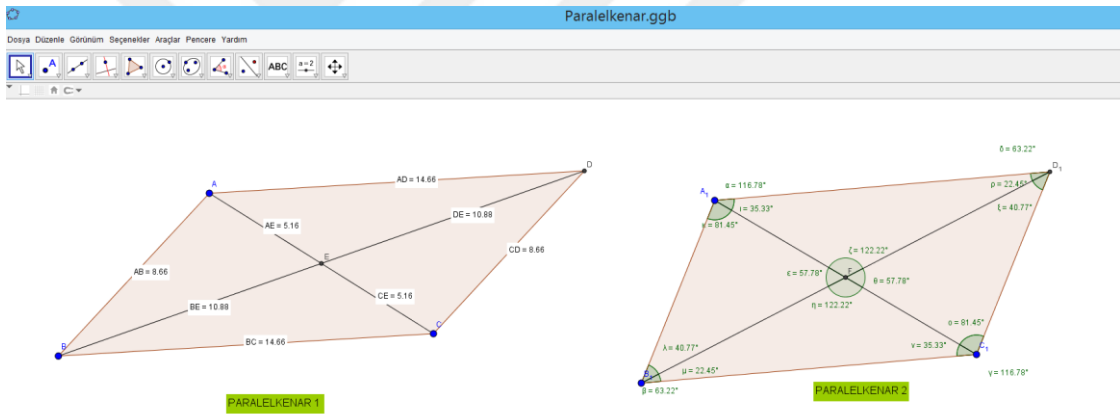 Paralelkenar.ggb
Dosya Düzenle Görünüm Seçenekler Araçlar Pencere Yardım
A ABC a = 2
A
D
AD = 14.66
AE = 5.16
DE = 10.88
AB = 8.66
E
CD = 8.66
BE = 10.88
CE = 5.16
C
B
BC = 14.66
PARALELKENAR 1
δ = 63.22°
D₁
A₁
α = 116.78°
ρ = 22.45°
ι = 35.33°
ξ = 40.77°
κ = 81.45°
ζ = 122.22°
ε = 57.78°
F
θ = 57.78°
η = 122.22°
ο = 81.45°
λ = 40.77°
ν = 35.33°
C₁
μ = 22.45°
γ = 116.78°
B₁
β = 63.22°
PARALELKENAR 2